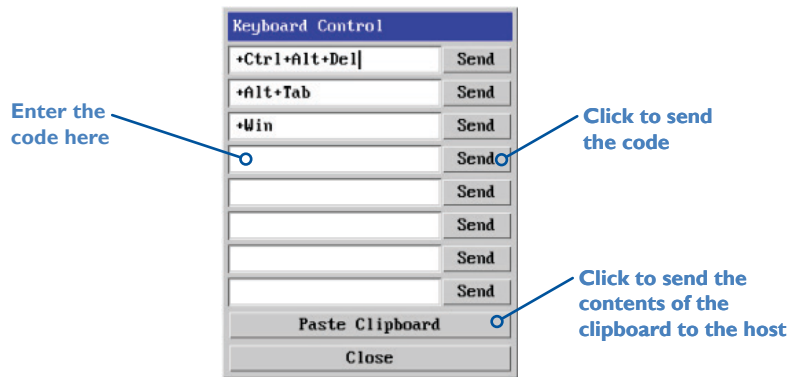 Keyboard Control
+Ctrl+Alt+Del Send
+Alt+Tab Send
+Win Send
Send
Send
Send
Send
Send
Paste Clipboard
Close
Enter the
code here
Click to send
the code
Click to send the
contents of the
clipboard to the host